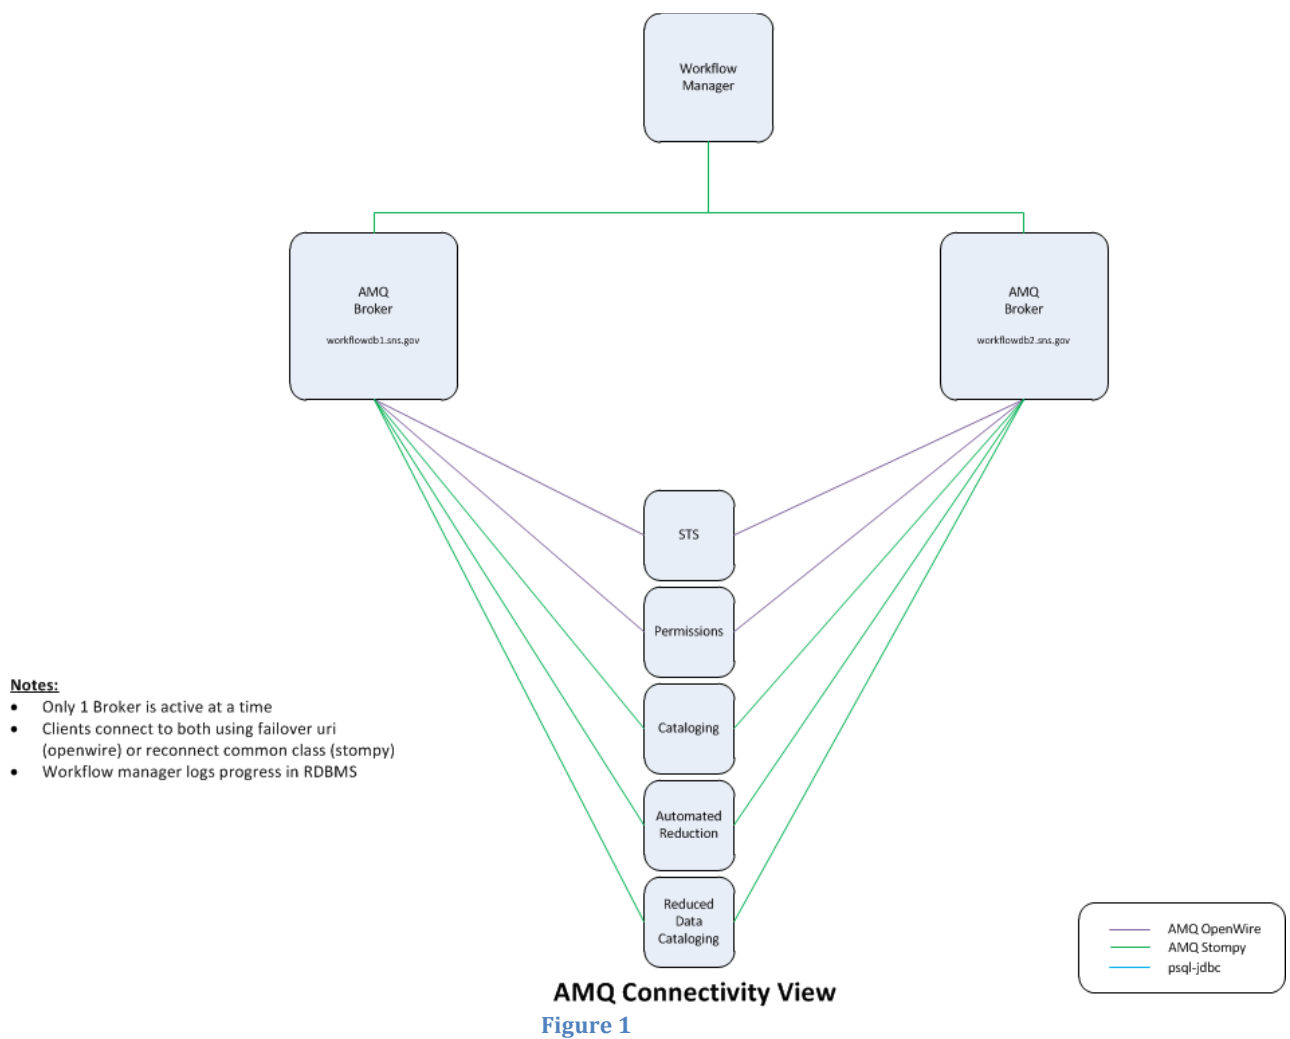 Workflow
Manager
AMQ
Broker
workflowdb1.sns.gov
AMQ
Broker
workflowdb2.sns.gov
STS
Permissions
Cataloging
Automated
Reduction
Reduced
Data
Cataloging
Notes:
• Only 1 Broker is active at a time
• Clients connect to both using failover uri
(openwire) or reconnect common class (stompy)
• Workflow manager logs progress in RDBMS
AMQ OpenWire
AMQ Stompy
psql-jdbc
AMQ Connectivity View
Figure 1